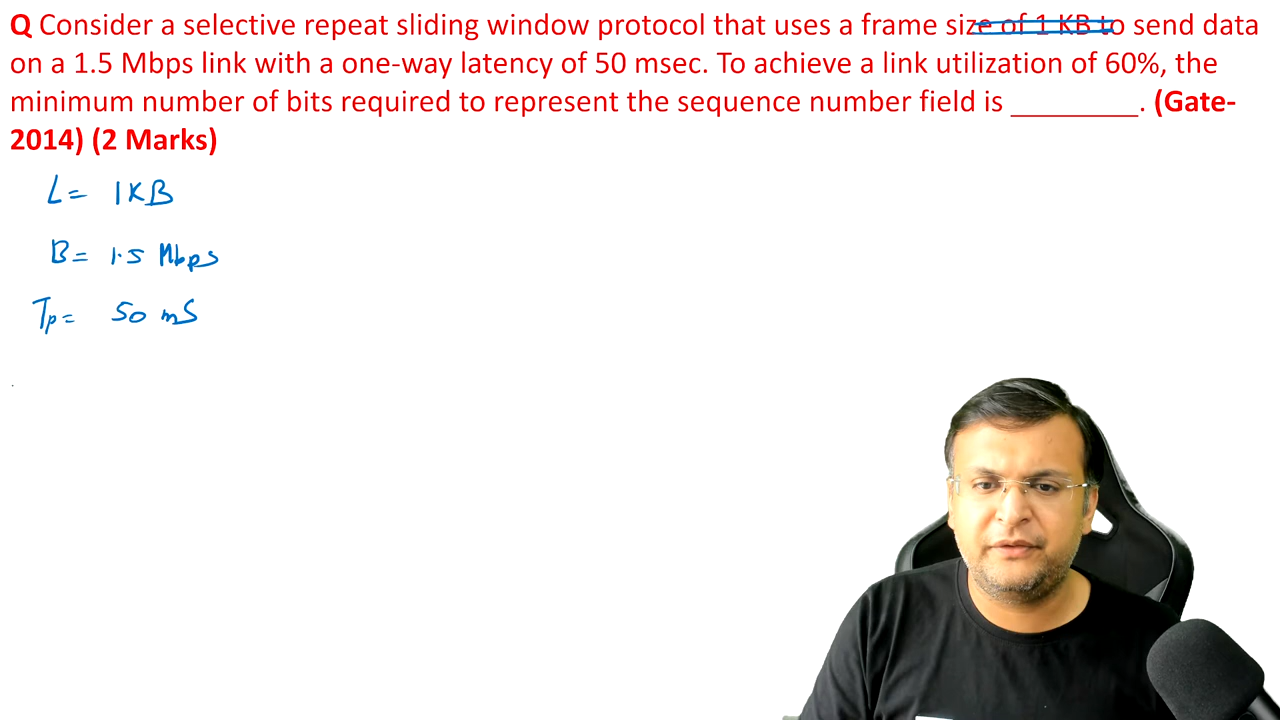 Q Consider a selective repeat sliding window protocol that uses a frame size of 1 KB to send data
on a 1.5 Mbps link with a one-way latency of 50 msec. To achieve a link utilization of 60%, the
minimum number of bits required to represent the sequence number field is _________. (Gate-
2014) (2 Marks)
L = 1KB
B = 1.5 Mbps
Tp = 50 mS